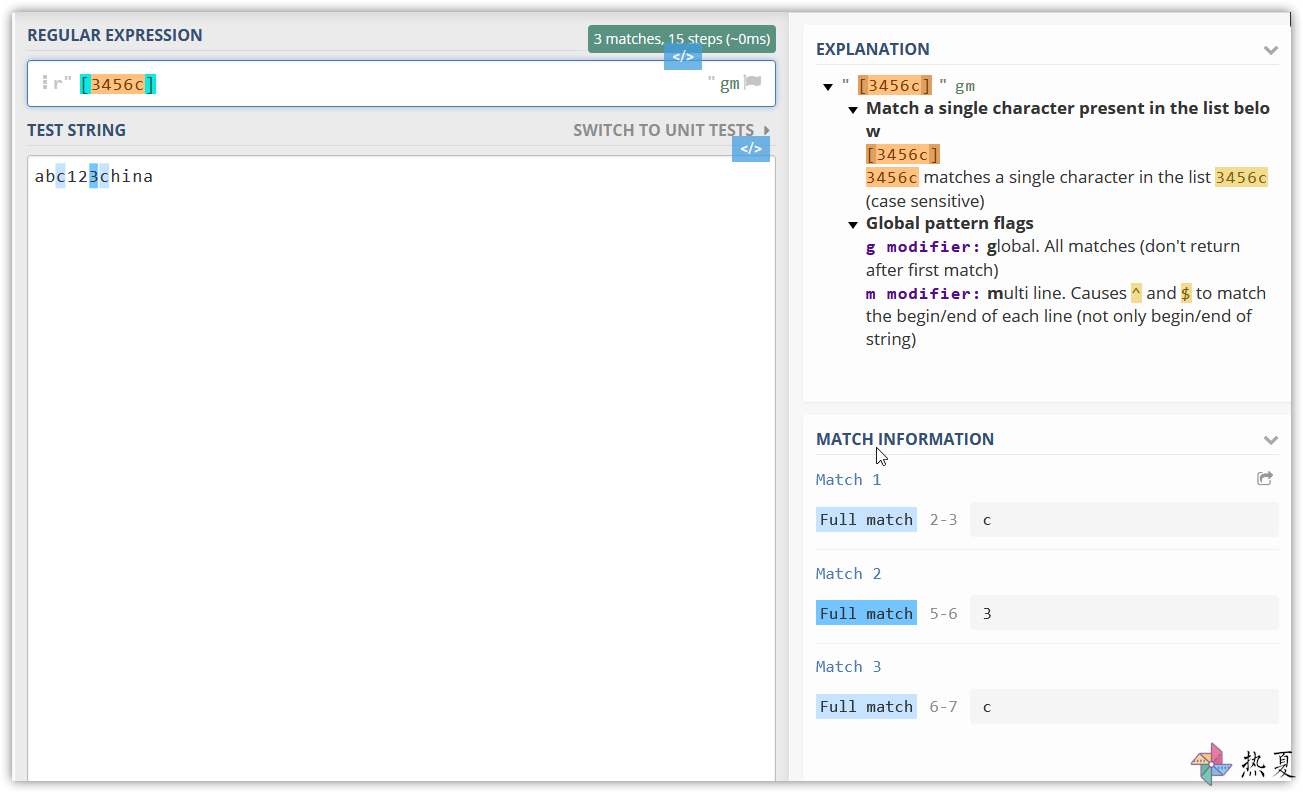 REGULAR EXPRESSION
3 matches, 15 steps (~0ms)
</>
r" [3456c] " gm
TEST STRING
SWITCH TO UNIT TESTS
</>
abc123china
EXPLANATION
" [3456c] " gm
Match a single character present in the list belo
w
[3456c]
3456c matches a single character in the list 3456c
(case sensitive)
Global pattern flags
g modifier: global. All matches (don't return
after first match)
m modifier: multi line. Causes ^ and $ to match
the begin/end of each line (not only begin/end of
string)
MATCH INFORMATION
Match 1
Full match 2-3 c
Match 2
Full match 5-6 3
Match 3
Full match 6-7 c
热夏